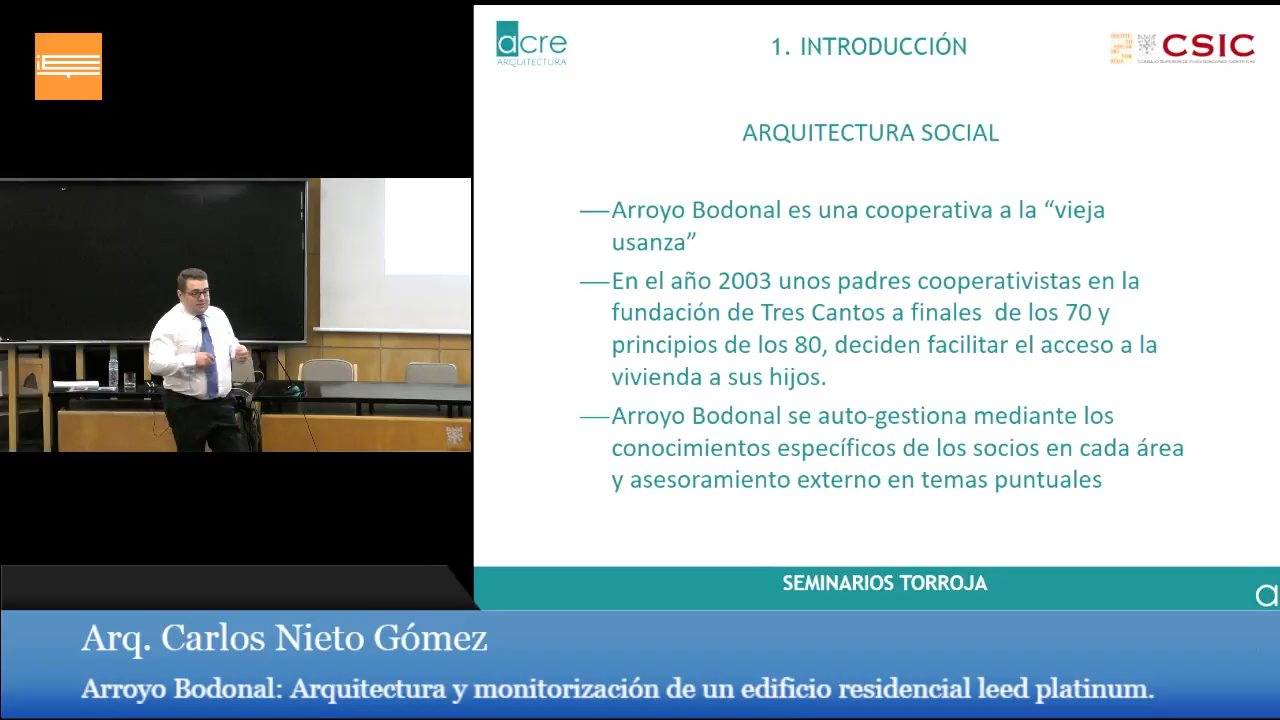 acre
ARQUITECTURA
1. INTRODUCCIÓN
CSIC
ARQUITECTURA SOCIAL
—Arroyo Bodonal es una cooperativa a la “vieja
usanza”
—En el año 2003 unos padres cooperativistas en la
fundación de Tres Cantos a finales de los 70 y
principios de los 80, deciden facilitar el acceso a la
vivienda a sus hijos.
—Arroyo Bodonal se auto-gestiona mediante los
conocimientos específicos de los socios en cada área
y asesoramiento externo en temas puntuales
SEMINARIOS TORROJA
Arq. Carlos Nieto Gómez
Arroyo Bodonal: Arquitectura y monitorización de un edificio residencial leed platinum.